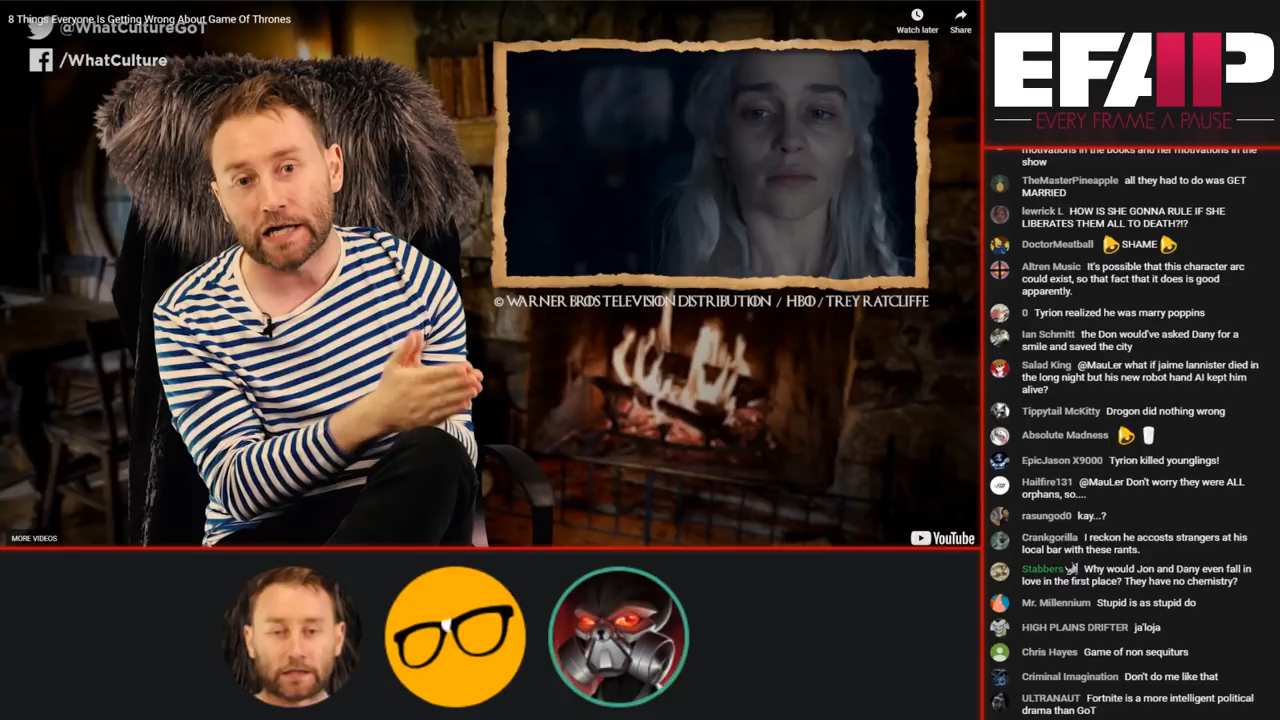 8 Things Everyone Is Getting Wrong About Game Of Thrones
@WhatCultureGoT
/WhatCulture
Watch later
Share
© WARNER BROS TELEVISION DISTRIBUTION / HBO / TREY RATCLIFFE
MORE VIDEOS
YouTube
EFAP
EVERY FRAME A PAUSE
motivations in the books and her motivations in the
show
TheMasterPineapple all they had to do was GET
MARRIED
lewrick L HOW IS SHE GONNA RULE IF SHE
LIBERATES THEM ALL TO DEATH?!?
DoctorMeatball SHAME
Altren Music It's possible that this character arc
could exist, so that fact that it does is good
apparently.
0 Tyrion realized he was marry poppins
Ian Schmitt the Don would've asked Dany for a
smile and saved the city
Salad King @MauLer what if jaime lannister died in
the long night but his new robot hand AI kept him
alive?
Tippytail McKitty Drogon did nothing wrong
Absolute Madness
EpicJason X9000 Tyrion killed younglings!
Hailfire131 @MauLer Don't worry they were ALL
orphans, so....
rasungod0 kay...?
Crankgorilla I reckon he accosts strangers at his
local bar with these rants.
Stabbers Why would Jon and Dany even fall in
love in the first place? They have no chemistry?
Mr. Millennium Stupid is as stupid do
HIGH PLAINS DRIFTER ja'loja
Chris Hayes Game of non sequiturs
Criminal Imagination Don't do me like that
ULTRANAUT Fortnite is a more intelligent political
drama than GoT